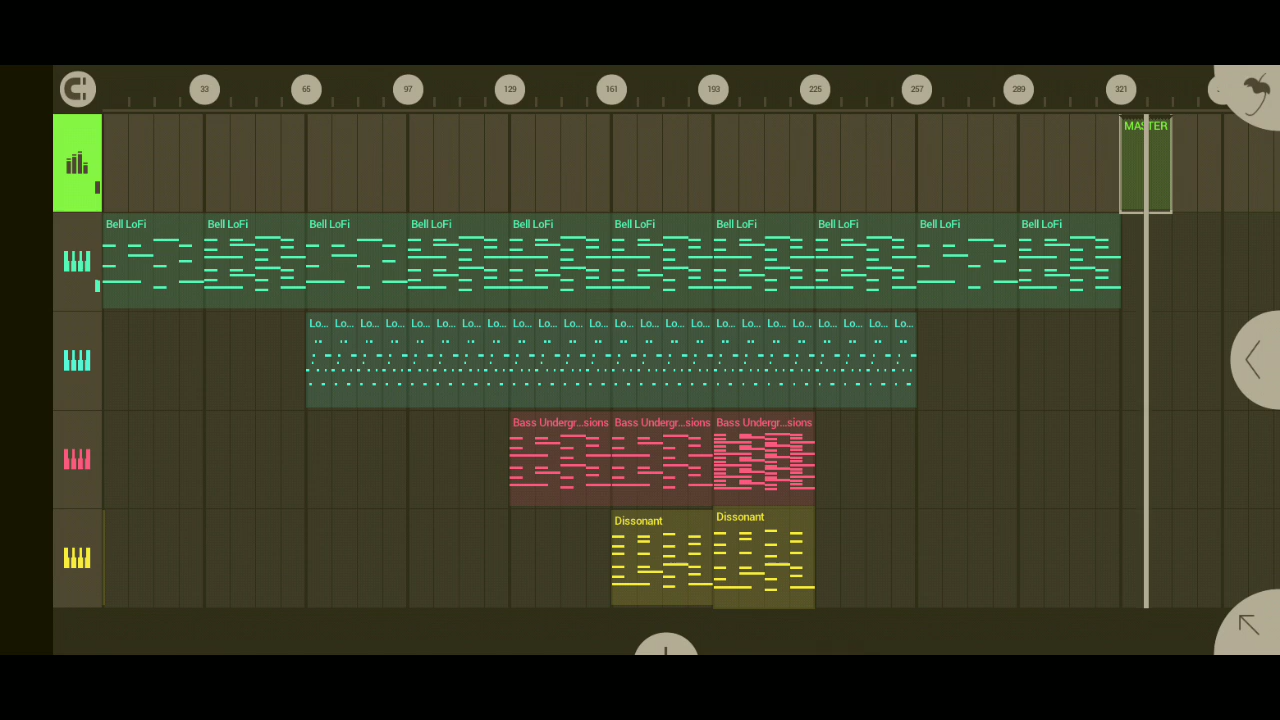 33 65 97 129 161 193 225 257 289 321
MASTER
Bell LoFi Bell LoFi Bell LoFi Bell LoFi Bell LoFi Bell LoFi Bell LoFi Bell LoFi Bell LoFi Bell LoFi
Lo... Lo... Lo... Lo... Lo... Lo... Lo... Lo... Lo... Lo... Lo... Lo... Lo... Lo... Lo... Lo... Lo... Lo... Lo... Lo... Lo... Lo... Lo... Lo...
Bass Undergr...sions Bass Undergr...sions Bass Undergr...sions
Dissonant Dissonant